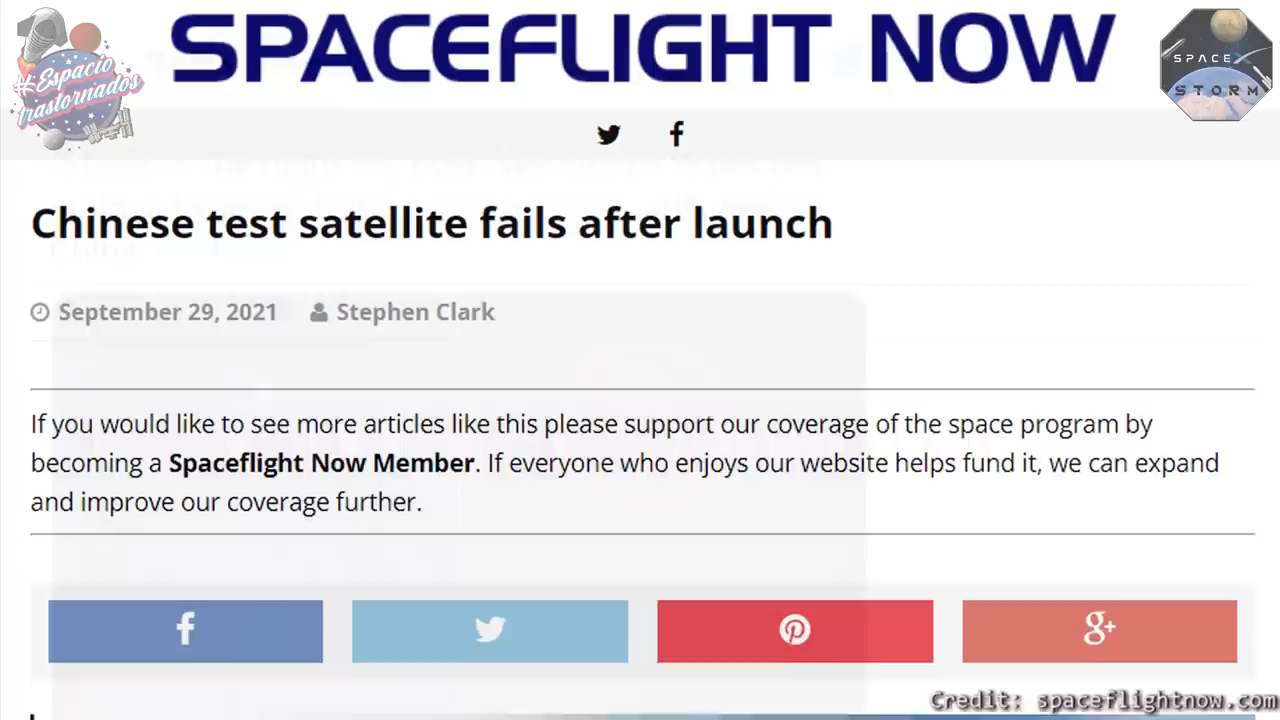 SPACEFLIGHT NOW
#Espacio
trastornados
SPACEX
STORM
Chinese test satellite fails after launch
September 29, 2021 Stephen Clark
If you would like to see more articles like this please support our coverage of the space program by
becoming a Spaceflight Now Member. If everyone who enjoys our website helps fund it, we can expand
and improve our coverage further.
Credit: spaceflightnow.com